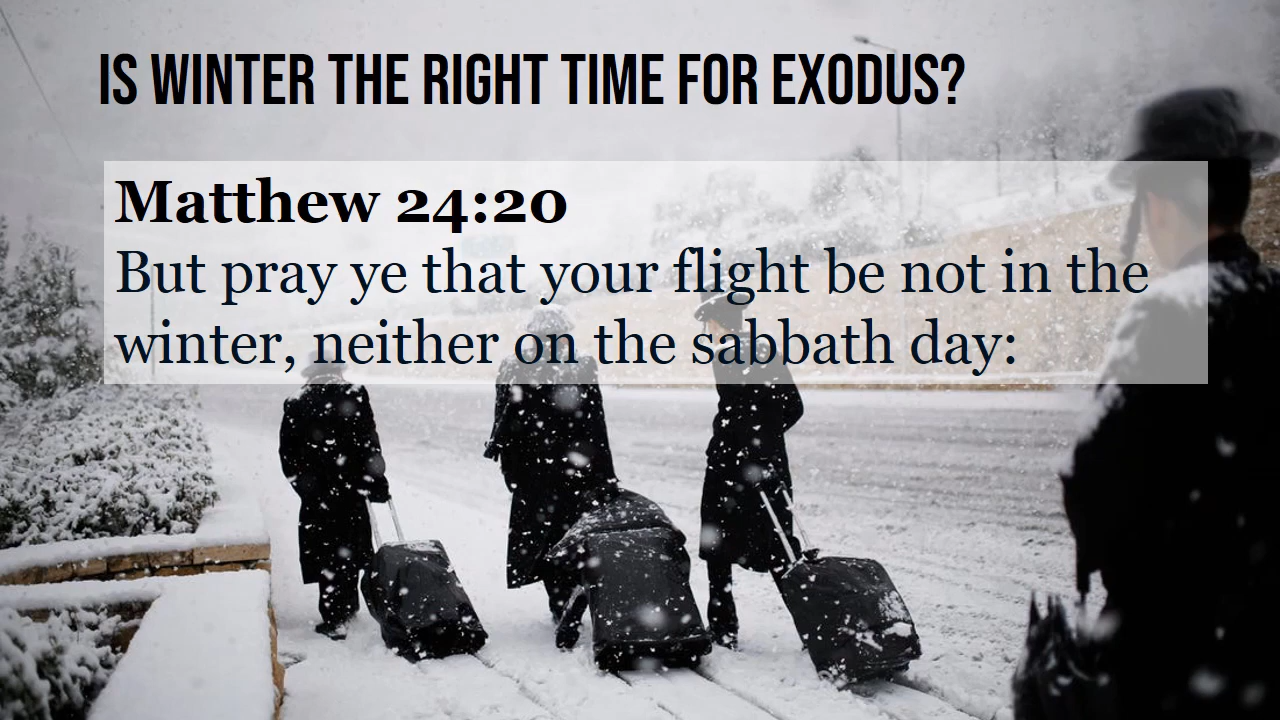 IS WINTER THE RIGHT TIME FOR EXODUS?
Matthew 24:20
But pray ye that your flight be not in the
winter, neither on the sabbath day: